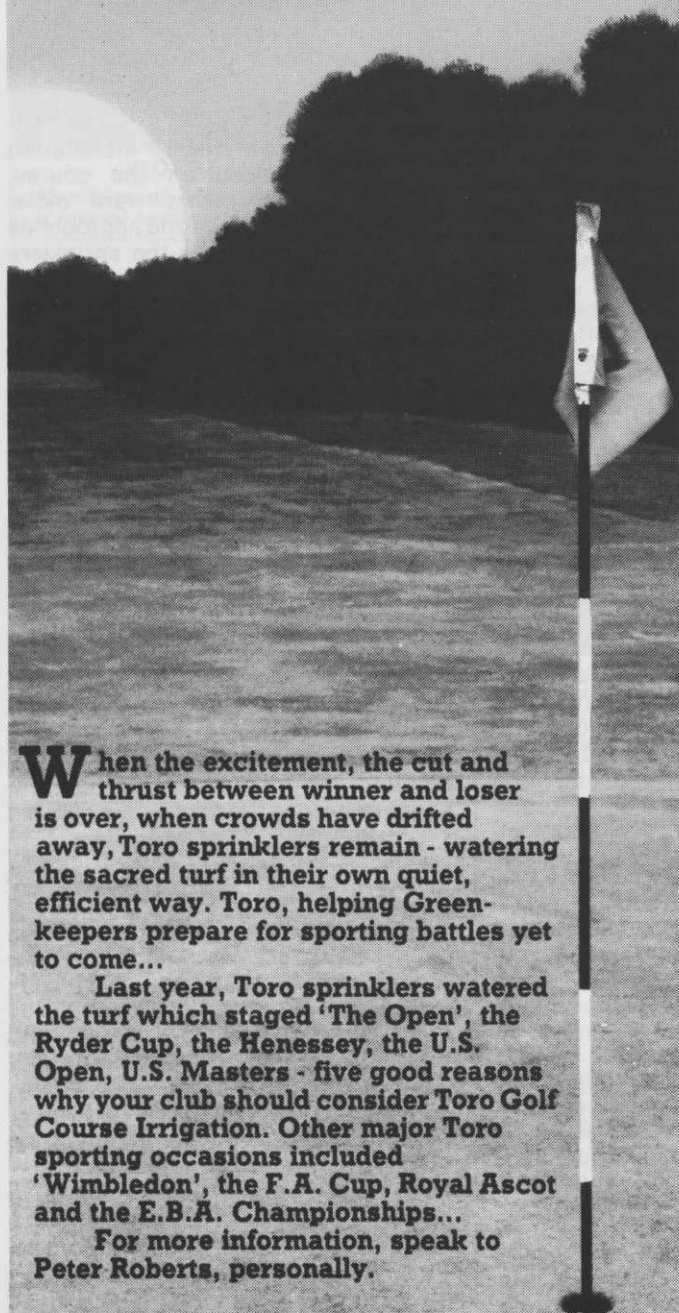 When the excitement, the cut and
thrust between winner and loser
is over, when crowds have drifted
away, Toro sprinklers remain - watering
the sacred turf in their own quiet,
efficient way. Toro, helping Green-
keepers prepare for sporting battles yet
to come...
Last year, Toro sprinklers watered
the turf which staged 'The Open', the
Ryder Cup, the Henessey, the U.S.
Open, U.S. Masters - five good reasons
why your club should consider Toro Golf
Course Irrigation. Other major Toro
sporting occasions included
'Wimbledon', the F.A. Cup, Royal Ascot
and the E.B.A. Championships...
For more information, speak to
Peter Roberts, personally.